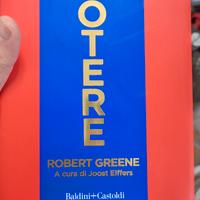 OTERE
ROBERT GREENE
A cura di Joost Elffers
Baldini+Castoldi